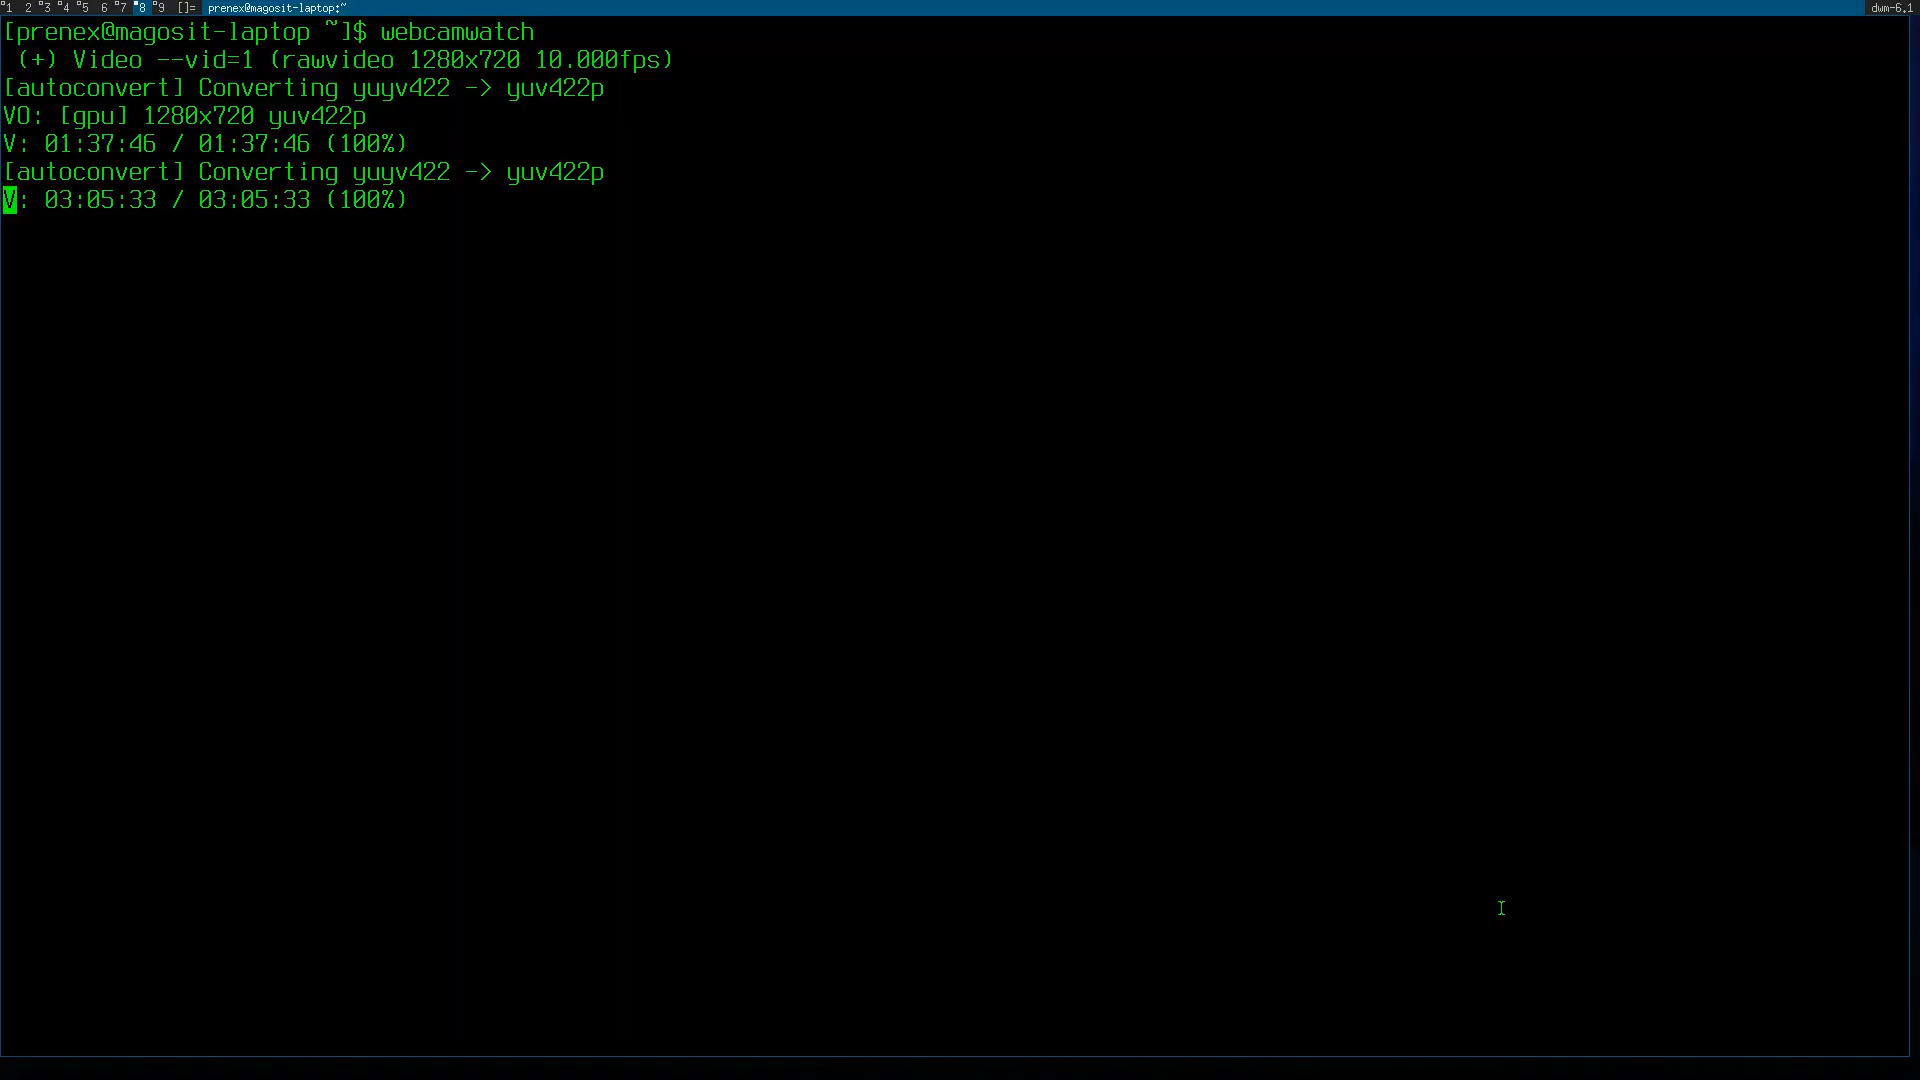 1 2 3 4 5 6 7 8 9 []= prenex@magosit-laptop:~ dwm-6.1
[prenex@magosit-laptop ~]$ webcamwatch
(+) Video --vid=1 (rawvideo 1280x720 10.000fps)
[autoconvert] Converting yuyv422 -> yuv422p
VO: [gpu] 1280x720 yuv422p
V: 01:37:46 / 01:37:46 (100%)
[autoconvert] Converting yuyv422 -> yuv422p
V: 03:05:33 / 03:05:33 (100%)